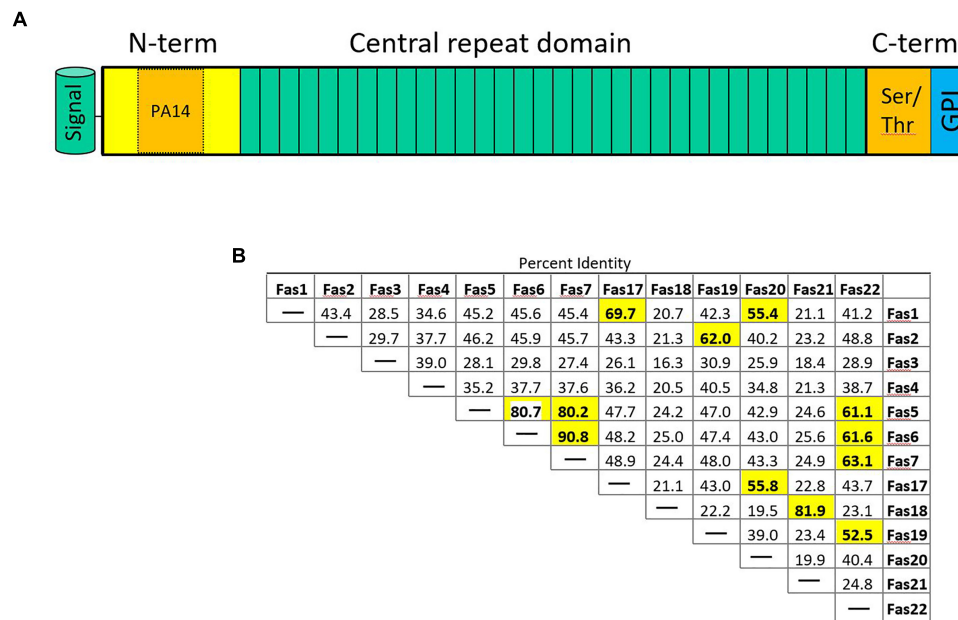 A
N-term Central repeat domain C-term
Signal PA14 Ser/ Thr GPI
B
Percent Identity
Fas1 Fas2 Fas3 Fas4 Fas5 Fas6 Fas7 Fas17 Fas18 Fas19 Fas20 Fas21 Fas22
— 43.4 28.5 34.6 45.2 45.6 45.4 69.7 20.7 42.3 55.4 21.1 41.2 Fas1
— 29.7 37.7 46.2 45.9 45.7 43.3 21.3 62.0 40.2 23.2 48.8 Fas2
— 39.0 28.1 29.8 27.4 26.1 16.3 30.9 25.9 18.4 28.9 Fas3
— 35.2 37.7 37.6 36.2 20.5 40.5 34.8 21.3 38.7 Fas4
— 80.7 80.2 47.7 24.2 47.0 42.9 24.6 61.1 Fas5
— 90.8 48.2 25.0 47.4 43.0 25.6 61.6 Fas6
— 48.9 24.4 48.0 43.3 24.9 63.1 Fas7
— 21.1 43.0 55.8 22.8 43.7 Fas17
— 22.2 19.5 81.9 23.1 Fas18
— 39.0 23.4 52.5 Fas19
— 19.9 40.4 Fas20
— 24.8 Fas21
— Fas22